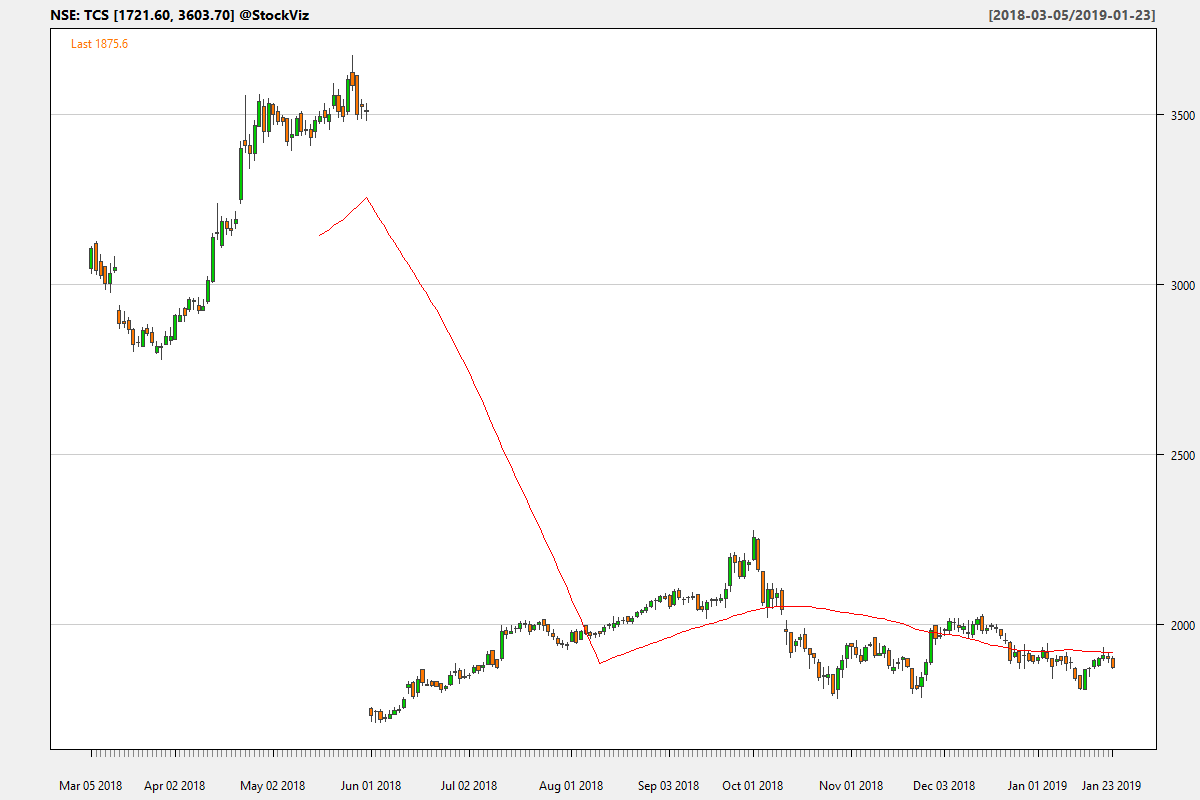 NSE: TCS [1721.60, 3603.70] @StockViz
[2018-03-05/2019-01-23]
Last 1875.6
3500
3000
2500
2000
Mar 05 2018 Apr 02 2018 May 02 2018 Jun 01 2018 Jul 02 2018 Aug 01 2018 Sep 03 2018 Oct 01 2018 Nov 01 2018 Dec 03 2018 Jan 01 2019 Jan 23 2019